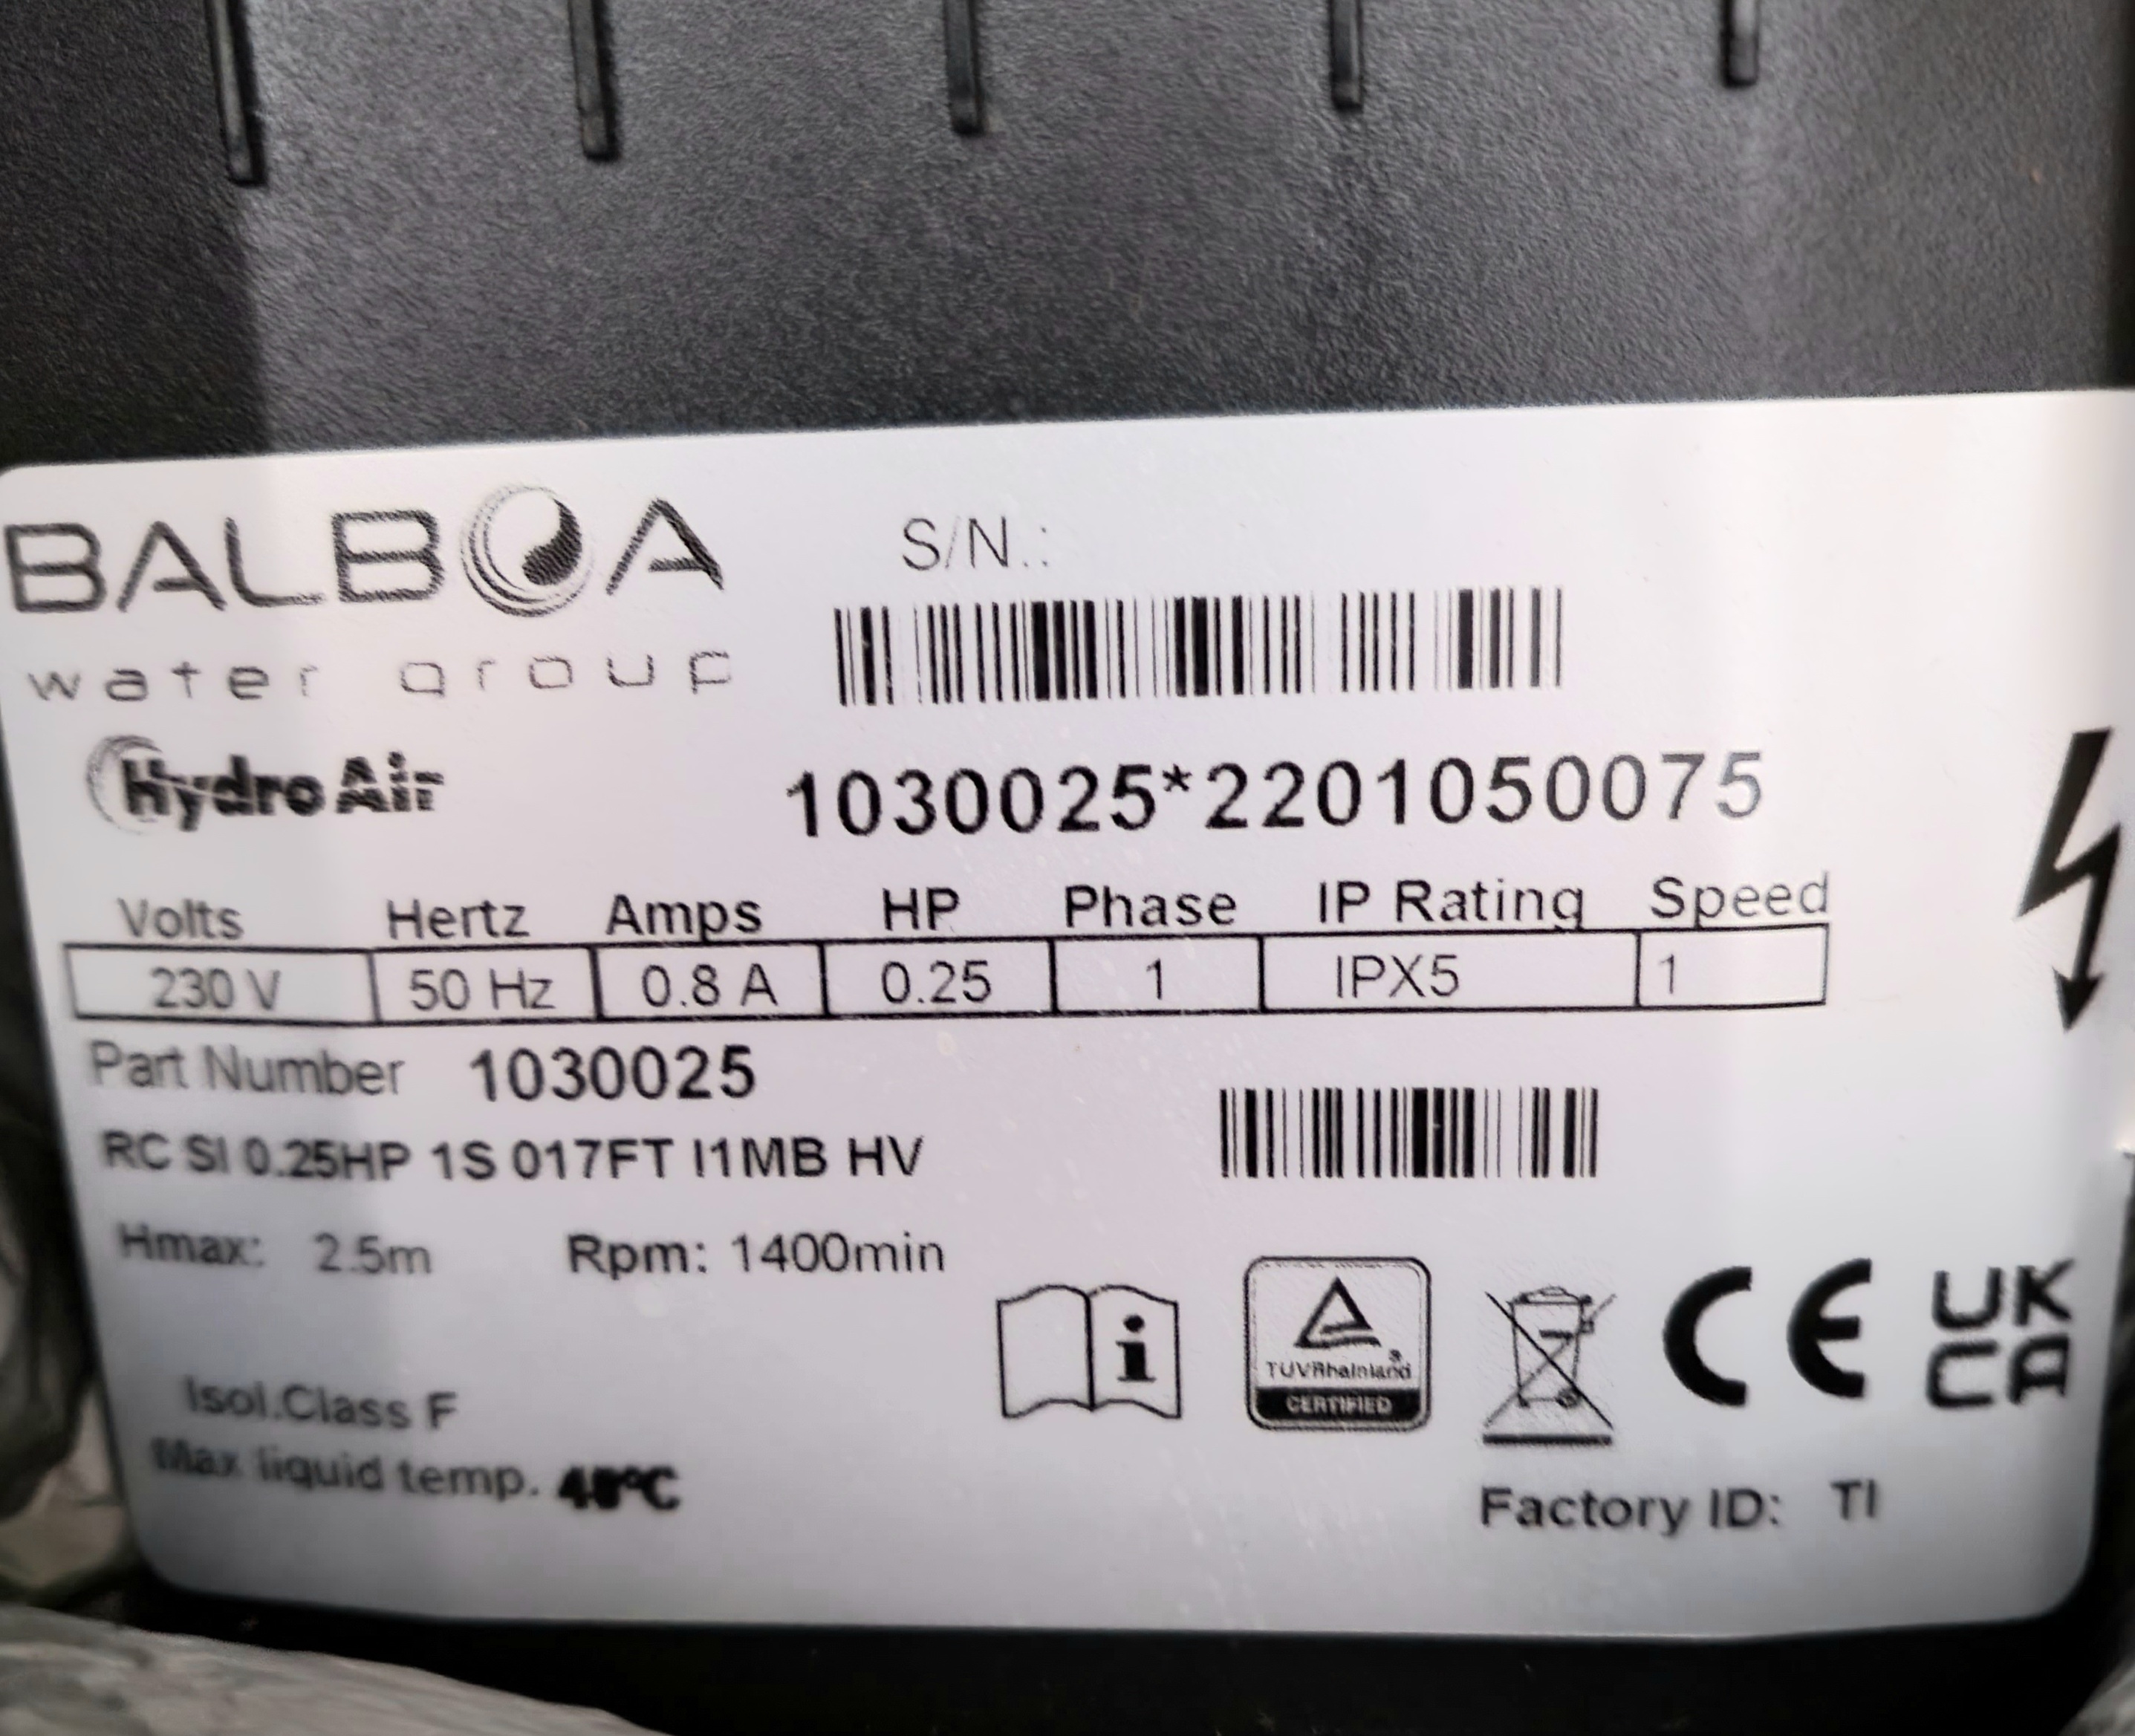 BALBOA
water group
S/N.:
HydroAir
1030025*2201050075
Volts Hertz Amps HP Phase IP Rating Speed
230 V 50 Hz 0.8 A 0.25 1 IPX5 1
Part Number 1030025
RC SI 0.25HP 1S 017FT I1MB HV
Hmax: 2.5m Rpm: 1400min
i
TUVRheinland
CERTIFIED
CE
UK
CA
Isol.Class F
Max liquid temp.
Factory ID: TI